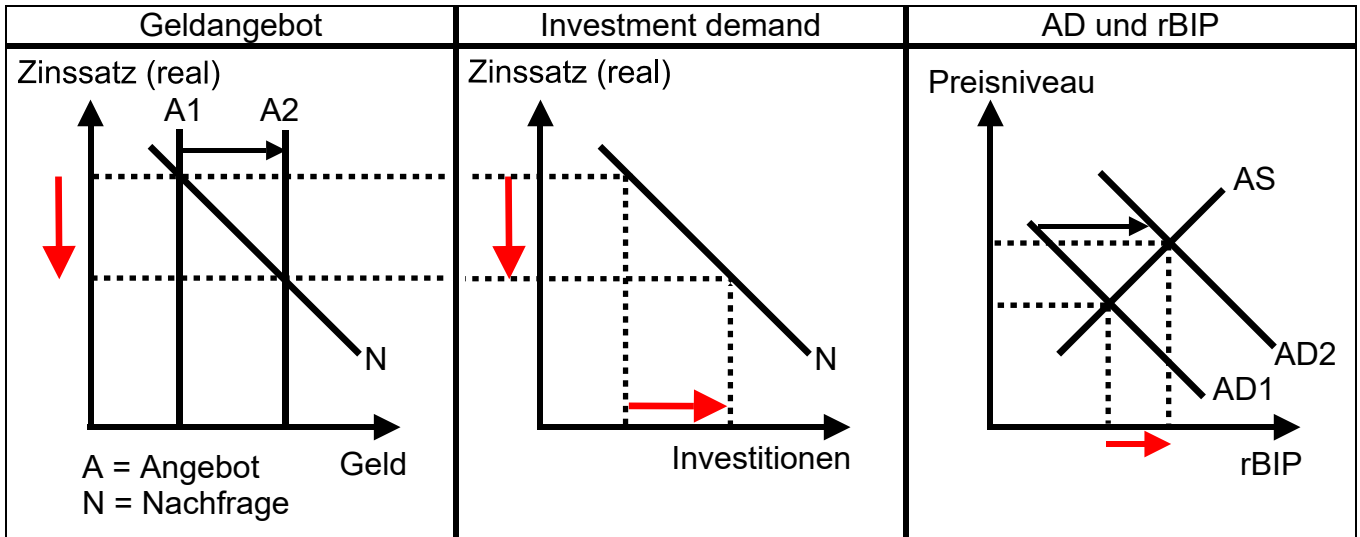 Geldangebot
Zinssatz (real)
A1 A2
N
Geld
A = Angebot
N = Nachfrage
Investment demand
Zinssatz (real)
N
Investitionen
AD und rBIP
Preisniveau
AS
AD2
AD1
rBIP